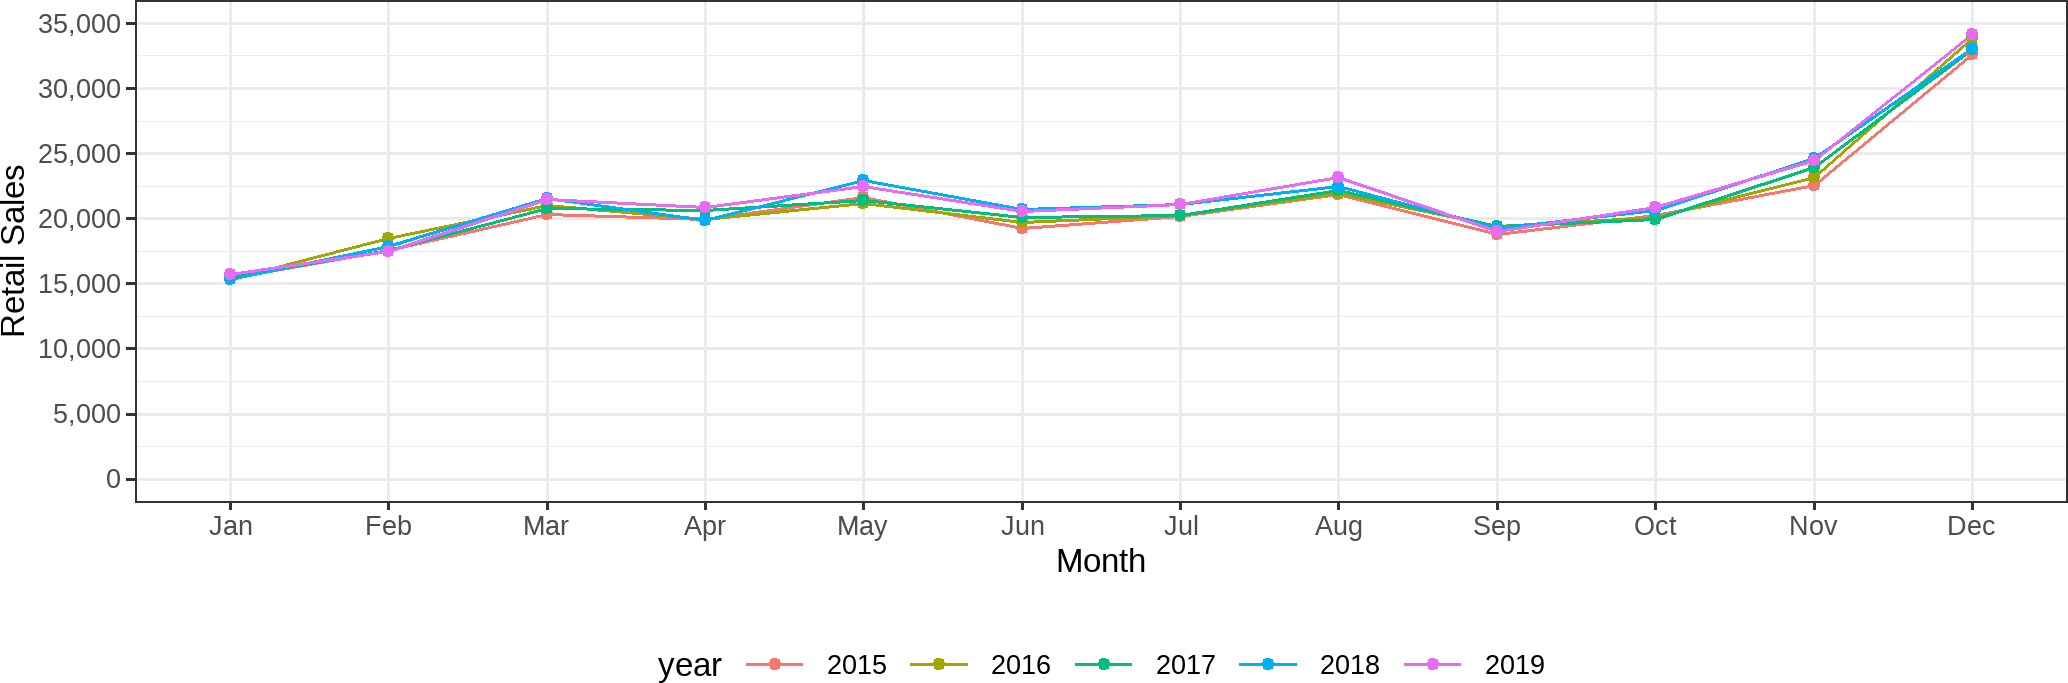 35,000
30,000
25,000
20,000
15,000
10,000
5,000
0
Retail Sales
Jan Feb Mar Apr May Jun Jul Aug Sep Oct Nov Dec
Month
year 2015 2016 2017 2018 2019